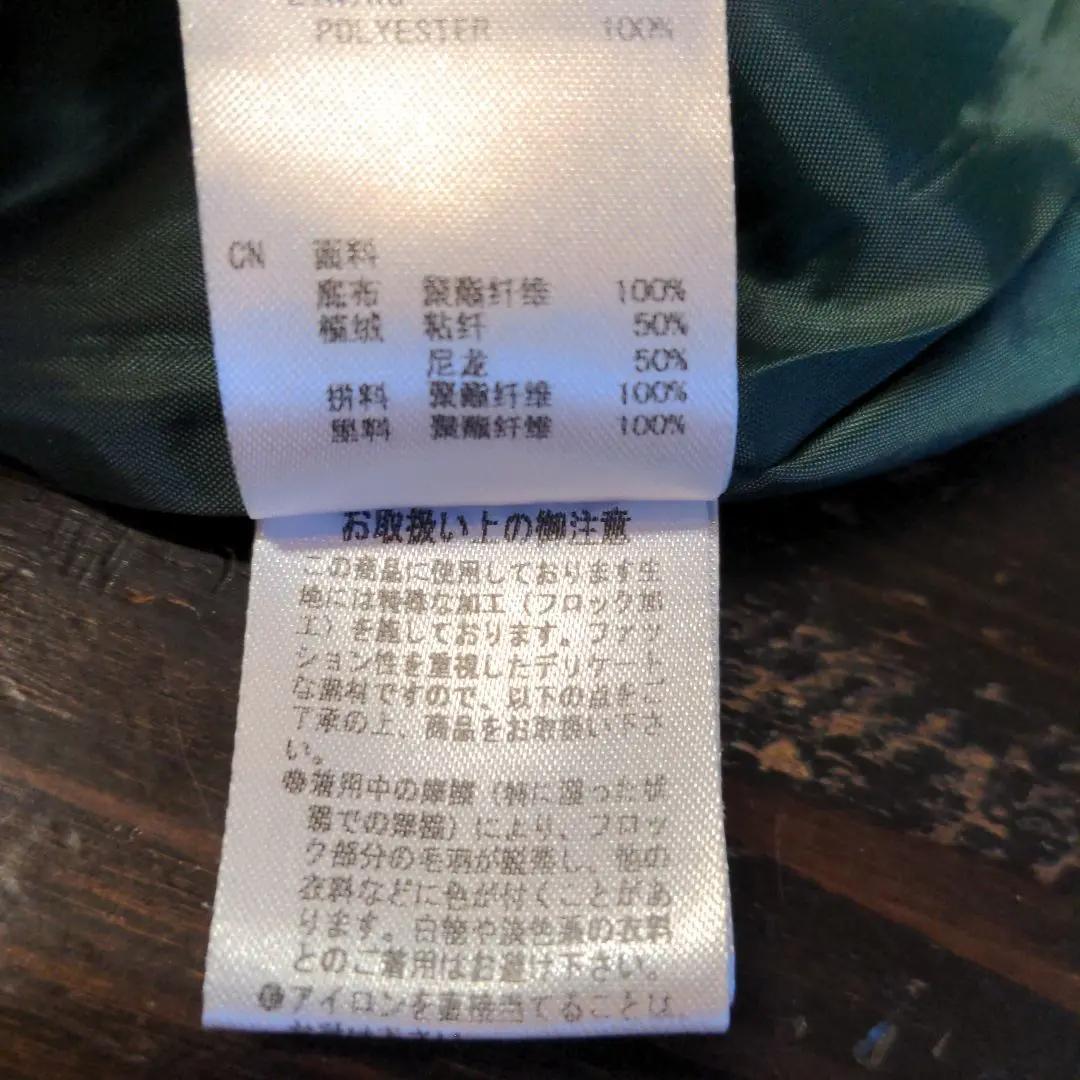 POLYESTER 100%
CN 面料
底布 聚酯纤维 100%
植绒 粘纤 50%
尼龙 50%
拼料 聚酯纤维 100%
里料 聚酯纤维 100%
お取扱い上の御注意
この商品に使用しております生
地には特殊な加工（フロック加
工）を施しております。ファッ
ション性を重視したデリケート
な素材ですので、以下の点をご
了承の上、商品をお取扱い下さ
い。
着用中の摩擦（特に湿った状
態での摩擦）により、フロッ
ク部分の毛羽が脱落し、他の
衣料などに色が付くことがあ
ります。白物や淡色系の衣料
とのご着用はお避け下さい。
アイロンを直接当てることは、